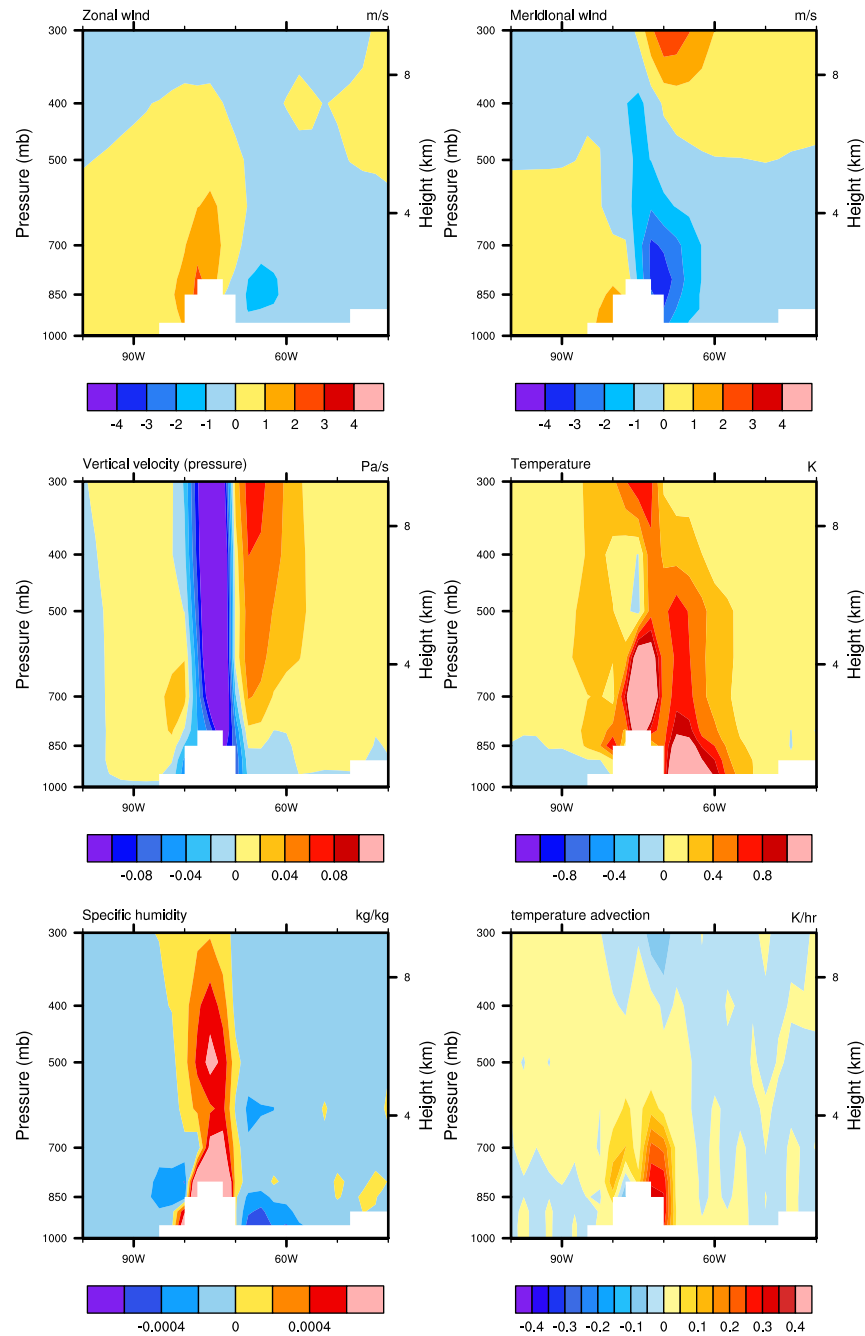 Zonal wind m/s
300
400
500
700
850
1000
Pressure (mb)
8
4
Height (km)
90W 60W
-4 -3 -2 -1 0 1 2 3 4
Meridional wind m/s
300
400
500
700
850
1000
Pressure (mb)
8
4
Height (km)
90W 60W
-4 -3 -2 -1 0 1 2 3 4
Vertical velocity (pressure) Pa/s
300
400
500
700
850
1000
Pressure (mb)
8
4
Height (km)
90W 60W
-0.08 -0.04 0 0.04 0.08
Temperature K
300
400
500
700
850
1000
Pressure (mb)
8
4
Height (km)
90W 60W
-0.8 -0.4 0 0.4 0.8
Specific humidity kg/kg
300
400
500
700
850
1000
Pressure (mb)
8
4
Height (km)
90W 60W
-0.0004 0 0.0004
temperature advection K/hr
300
400
500
700
850
1000
Pressure (mb)
8
4
Height (km)
90W 60W
-0.4 -0.3 -0.2 -0.1 0 0.1 0.2 0.3 0.4